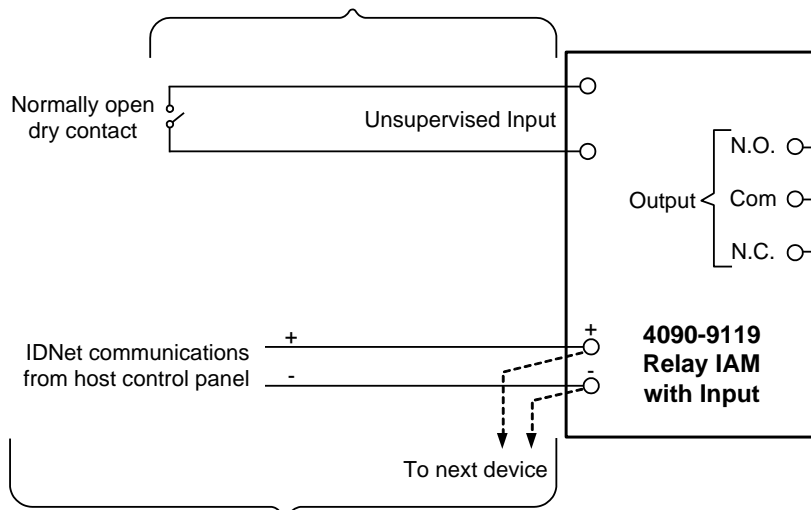 Normally open
dry contact
Unsupervised Input
N.O.
Output
Com
N.C.
+
+
4090-9119
Relay IAM
with Input
IDNet communications
from host control panel
-
-
To next device